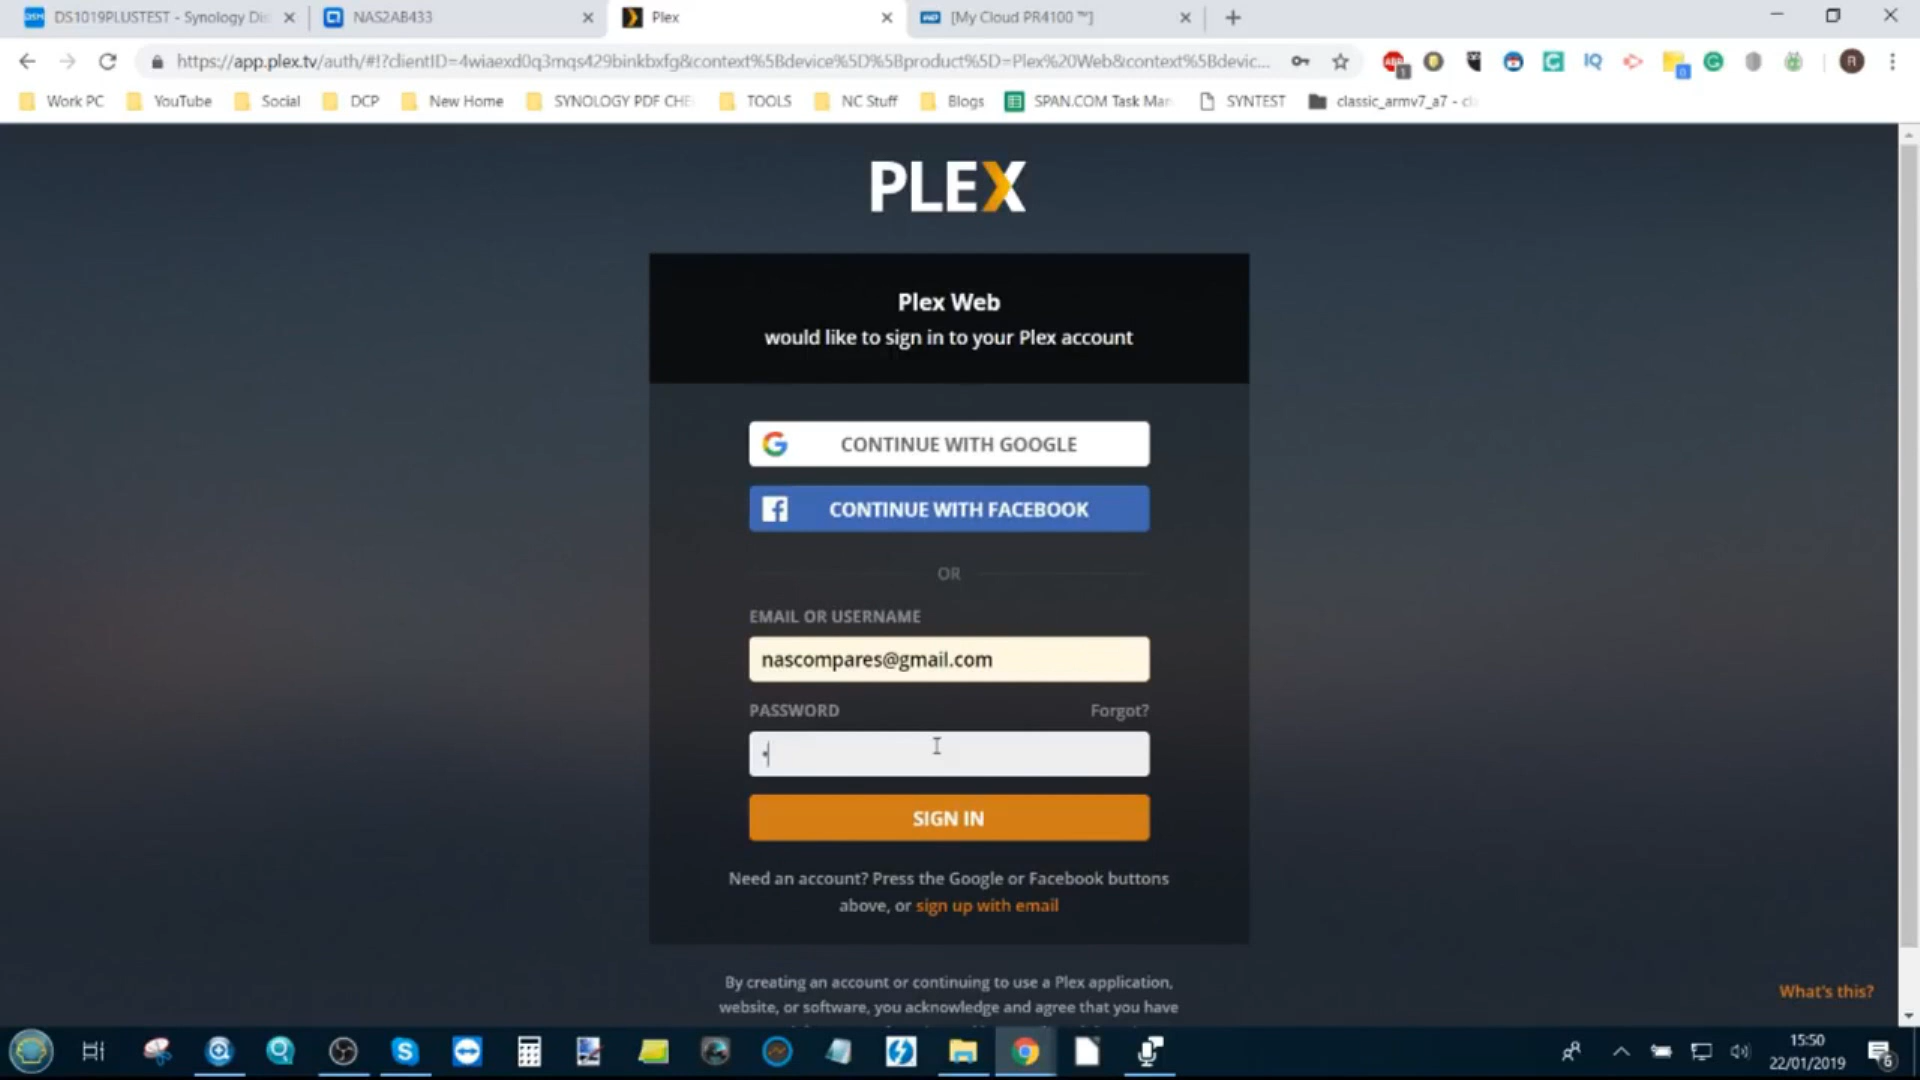 DS1019PLUSTEST - Synology Di
NAS2AB433
Plex
[My Cloud PR4100 ™]
https://app.plex.tv/auth/#!?clientID=4wiaexd0q3mqs429binkbxfg&context%5Bdevice%5D%5Bproduct%5D=Plex%20Web&context%5Bdevic...
Work PC
YouTube
Social
DCP
New Home
SYNOLOGY PDF CHE
TOOLS
NC Stuff
Blogs
SPAN.COM Task Man
SYNTEST
classic_armv7_a7 - cl
PLEX
Plex Web
would like to sign in to your Plex account
CONTINUE WITH GOOGLE
CONTINUE WITH FACEBOOK
OR
EMAIL OR USERNAME
nascompares@gmail.com
PASSWORD
Forgot?
SIGN IN
Need an account? Press the Google or Facebook buttons
above, or sign up with email
By creating an account or continuing to use a Plex application,
website, or software, you acknowledge and agree that you have
What's this?
15:50
22/01/2019
6